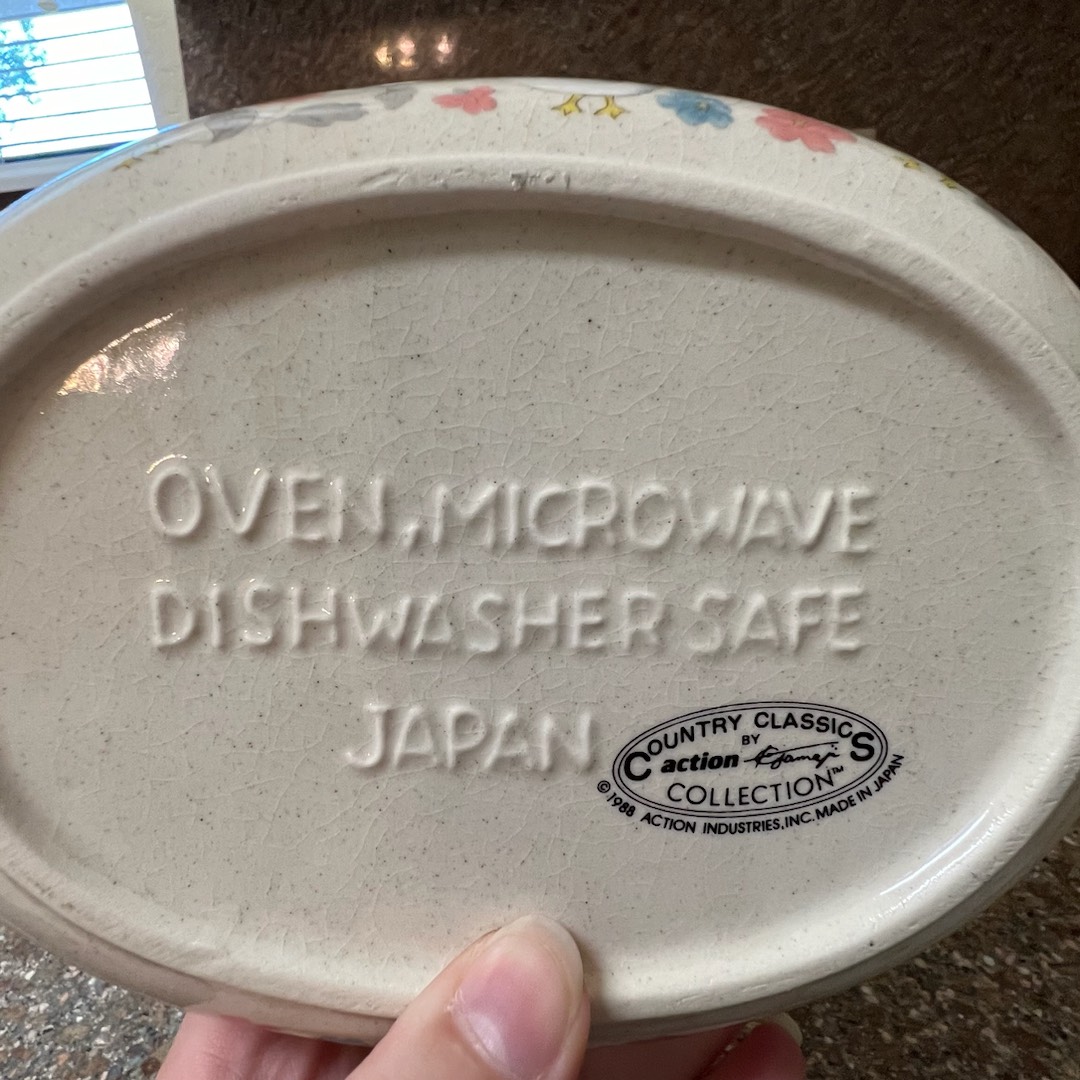 OVEN, MICROWAVE
DISHWASHER SAFE
JAPAN
COUNTRY CLASSICS
BY
action
COLLECTION™
©1988 ACTION INDUSTRIES, INC. MADE IN JAPAN